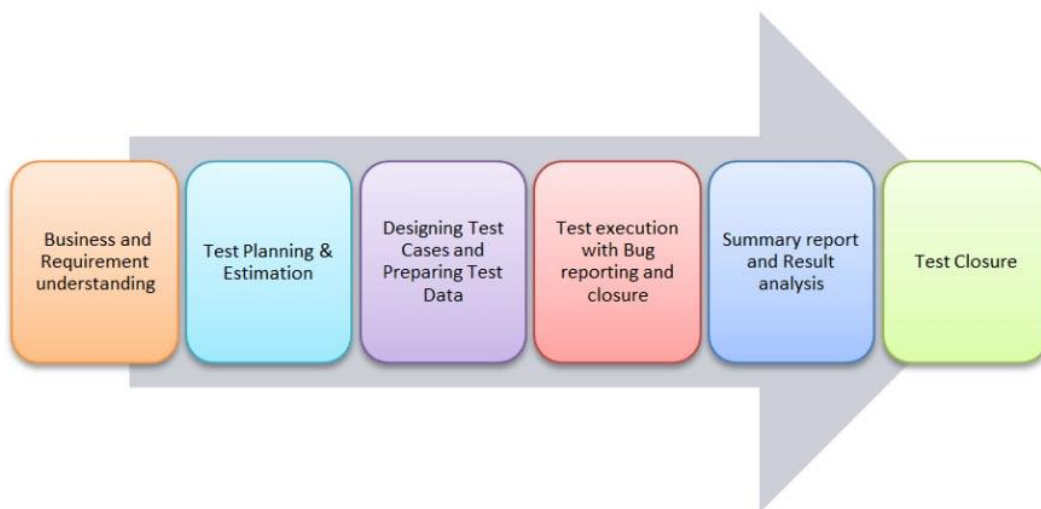 Business and
Requirement
understanding
Test Planning &
Estimation
Designing Test
Cases and
Preparing Test
Data
Test execution
with Bug
reporting and
closure
Summary report
and Result
analysis
Test Closure